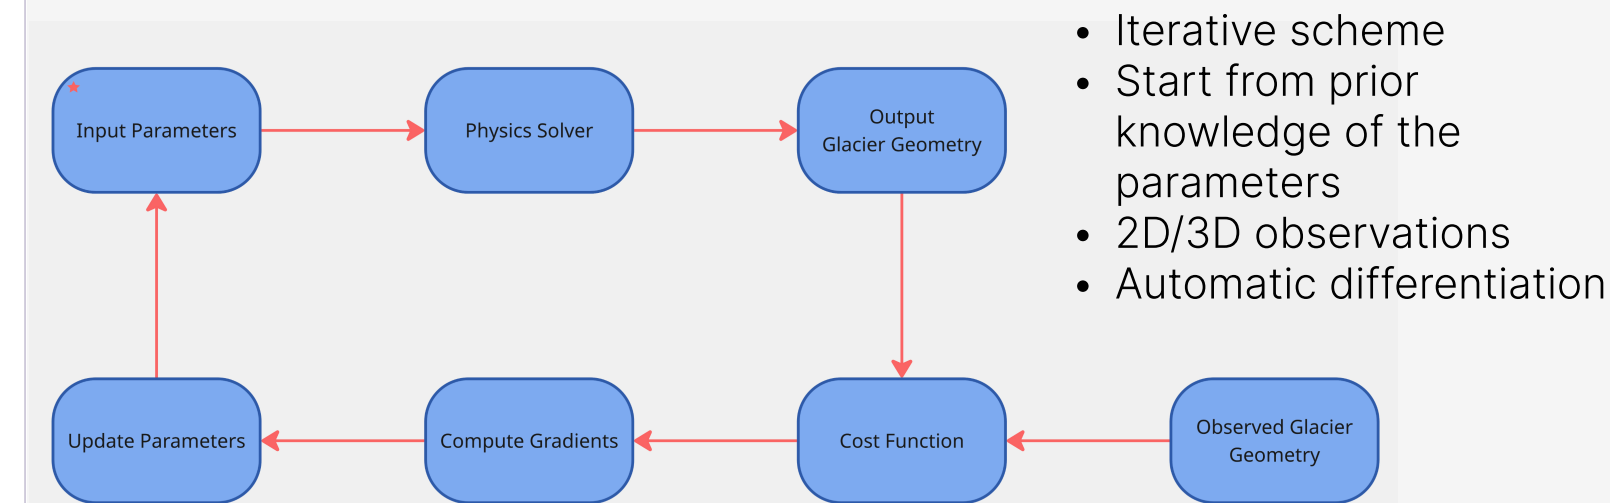 Input Parameters
Physics Solver
Output
Glacier Geometry
Update Parameters
Compute Gradients
Cost Function
Observed Glacier
Geometry
• Iterative scheme
• Start from prior
knowledge of the
parameters
• 2D/3D observations
• Automatic differentiation